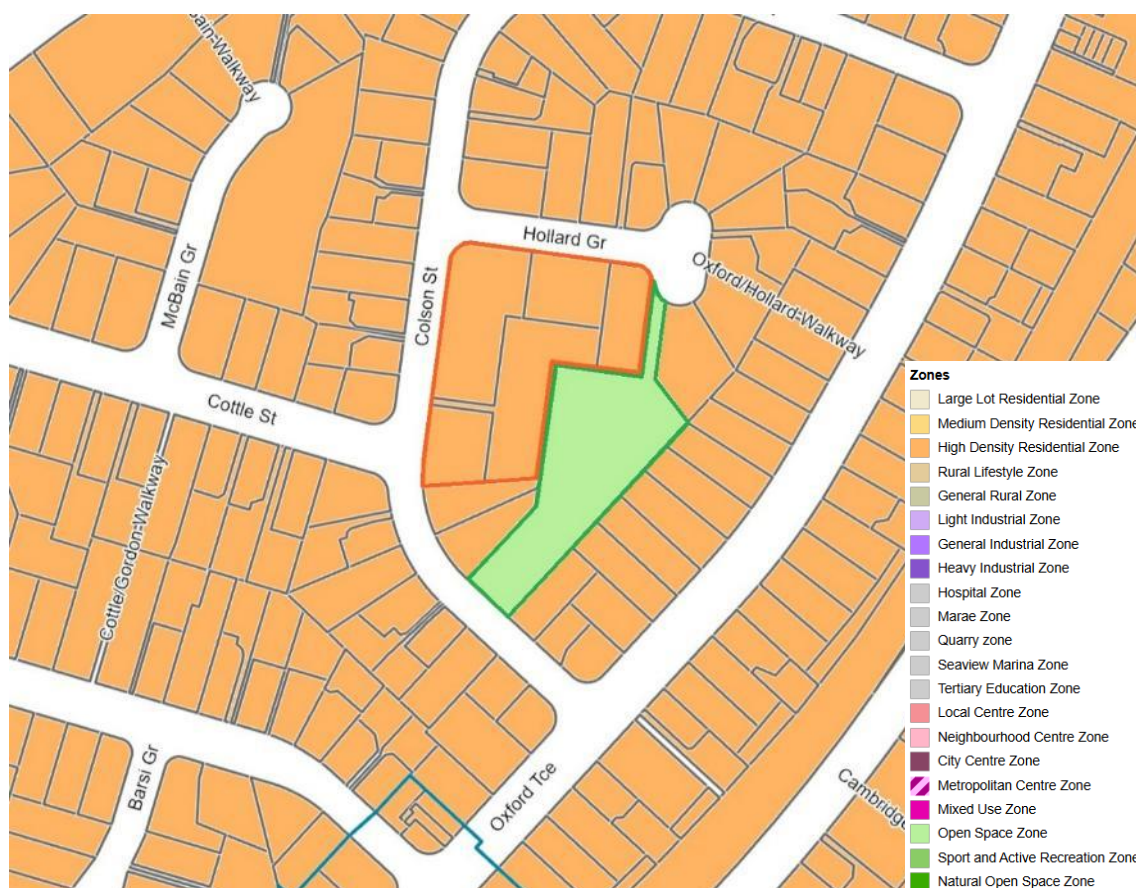 bain-Walkway
McBain Gr
Colson St
Hollard Gr
Oxford/Hollard-Walkway
Cottle St
Cottle/Gordon-Walkway
Barsi Gr
Oxford Tce
Cambridge
Zones
Large Lot Residential Zone
Medium Density Residential Zone
High Density Residential Zone
Rural Lifestyle Zone
General Rural Zone
Light Industrial Zone
General Industrial Zone
Heavy Industrial Zone
Hospital Zone
Marae Zone
Quarry zone
Seaview Marina Zone
Tertiary Education Zone
Local Centre Zone
Neighbourhood Centre Zone
City Centre Zone
Metropolitan Centre Zone
Mixed Use Zone
Open Space Zone
Sport and Active Recreation Zone
Natural Open Space Zone